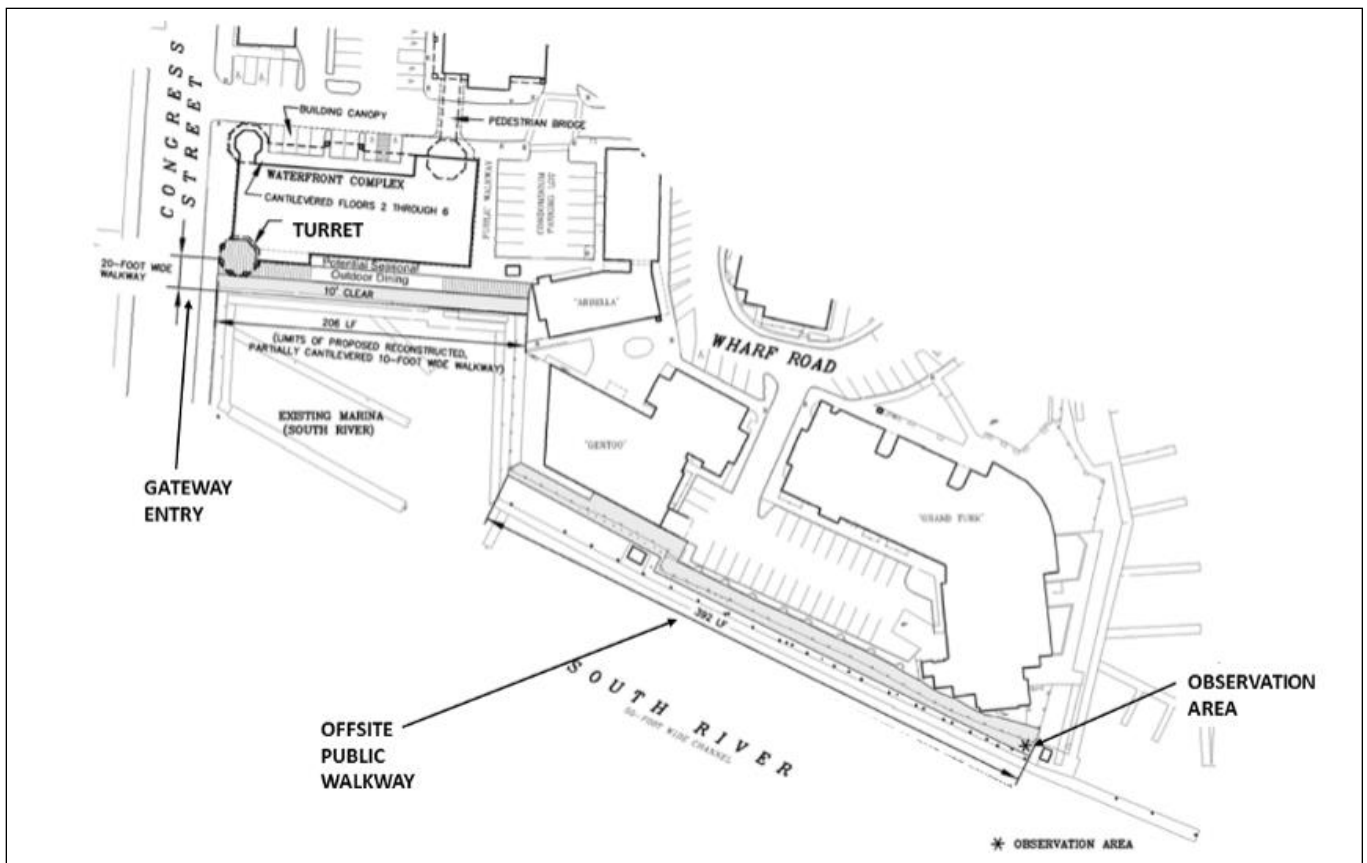 CONGRESS
STREET
BUILDING CANOPY
PEDESTRIAN BRIDGE
WATERFRONT COMPLEX
CANTILEVERED FLOORS 2 THROUGH 6
PUBLIC WALKWAY
CONDOMINIUM
PARKING LOT
TURRET
20-FOOT WIDE
WALKWAY
Potential Seasonal
Outdoor Dining
10' CLEAR
206 LF
(LIMITS OF PROPOSED RECONSTRUCTED,
PARTIALLY CANTILEVERED 10-FOOT WIDE WALKWAY)
"ARBELLA"
WHARF ROAD
EXISTING MARINA
(SOUTH RIVER)
"GENTOO"
"GRAND TURK"
GATEWAY
ENTRY
392 LF
SOUTH RIVER
50-FOOT WIDE CHANNEL
OFFSITE
PUBLIC
WALKWAY
OBSERVATION
AREA
* OBSERVATION AREA